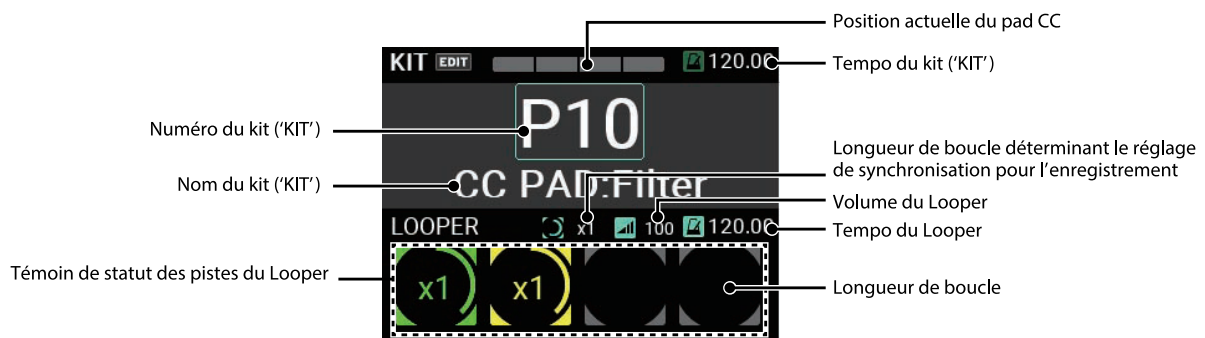 Position actuelle du pad CC
KIT EDIT 120.00
Tempo du kit (‘KIT’)
P10
Numéro du kit (‘KIT’)
Longueur de boucle déterminant le réglage
de synchronisation pour l’enregistrement
Nom du kit (‘KIT’)
CC PAD:Filter
Volume du Looper
LOOPER x1 100 120.00
Tempo du Looper
Témoin de statut des pistes du Looper
x1 x1
Longueur de boucle